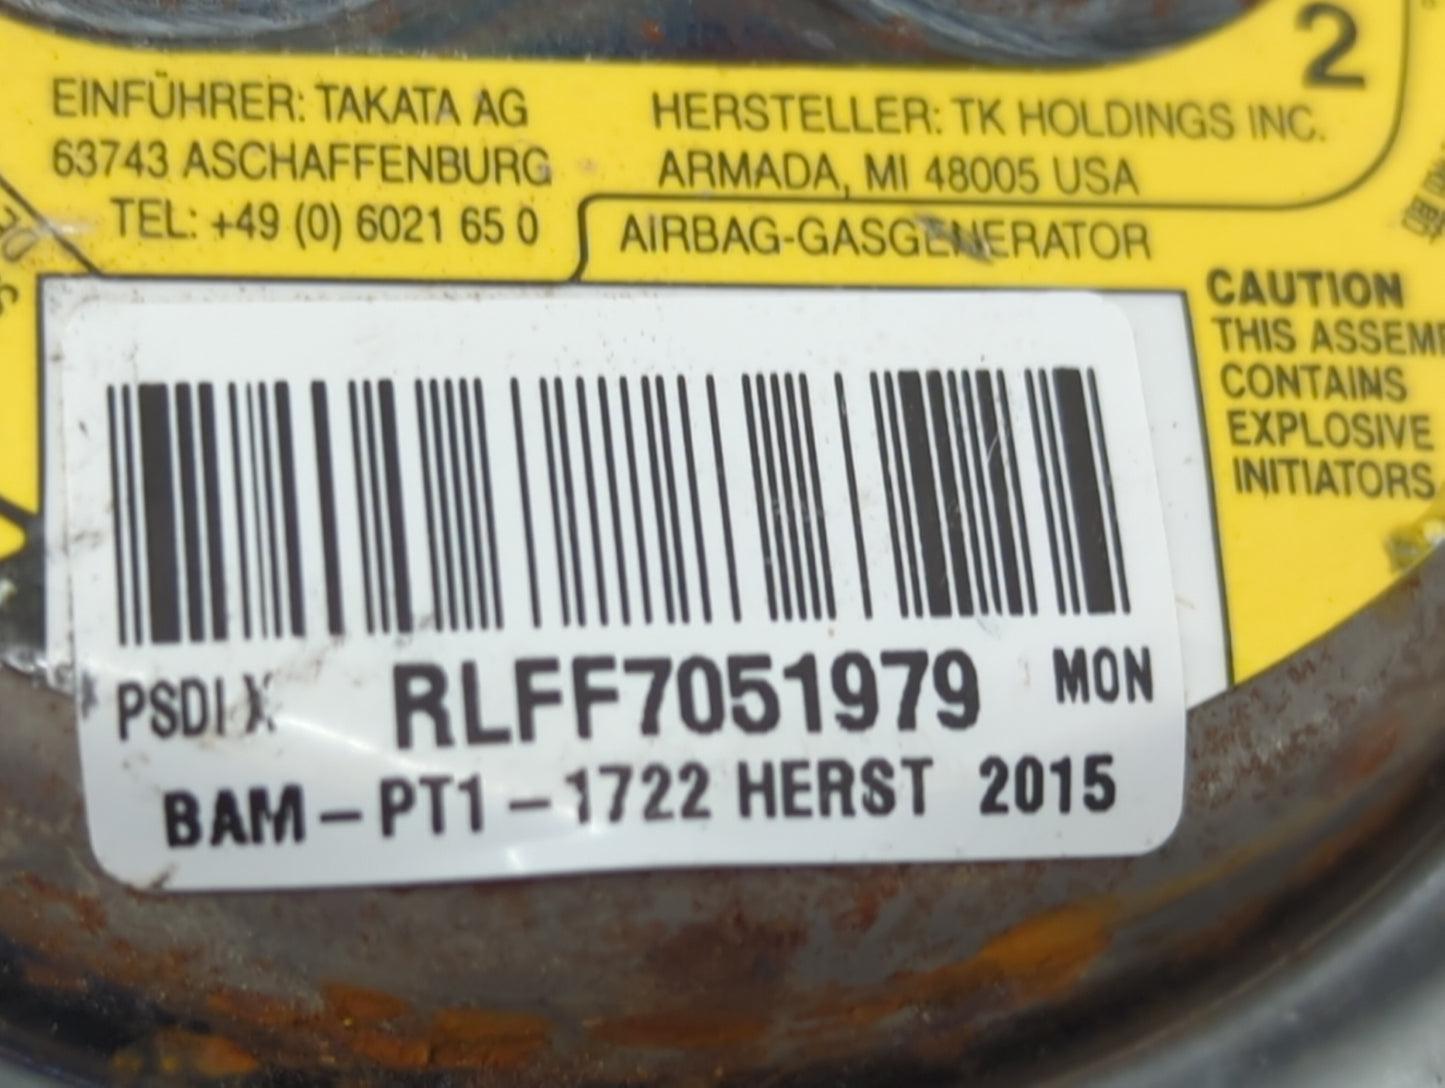 2
EINFÜHRER: TAKATA AG
63743 ASCHAFFENBURG
TEL: +49 (0) 6021 65 0
HERSTELLER: TK HOLDINGS INC.
ARMADA, MI 48005 USA
AIRBAG-GASGENERATOR
CAUTION
THIS ASSEM
CONTAINS
EXPLOSIVE
INITIATORS
PSDI X RLFF7051979 MON
BAM-PT1-1722 HERST 2015